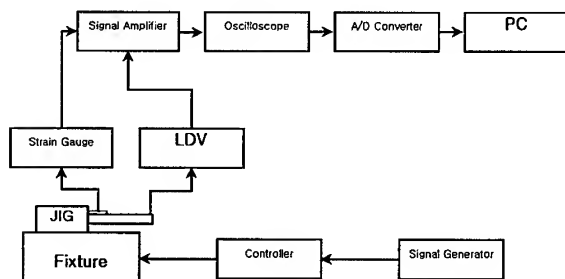 Signal Amplifier
Oscilloscope
A/D Converter
PC
Strain Gauge
LDV
JIG
Fixture
Controller
Signal Generator